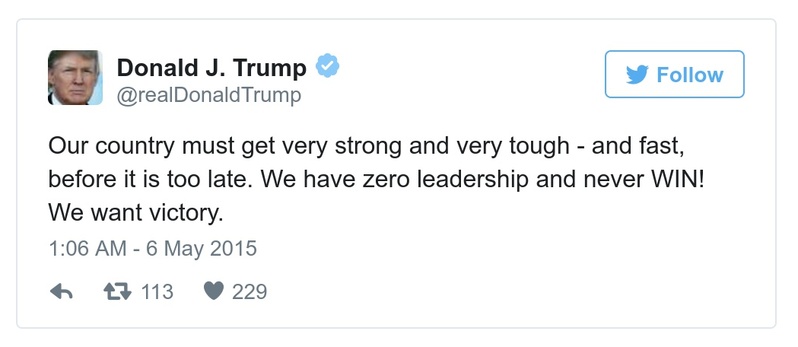 Donald J. Trump
@realDonaldTrump
Follow
Our country must get very strong and very tough - and fast,
before it is too late. We have zero leadership and never WIN!
We want victory.
1:06 AM - 6 May 2015
113 229